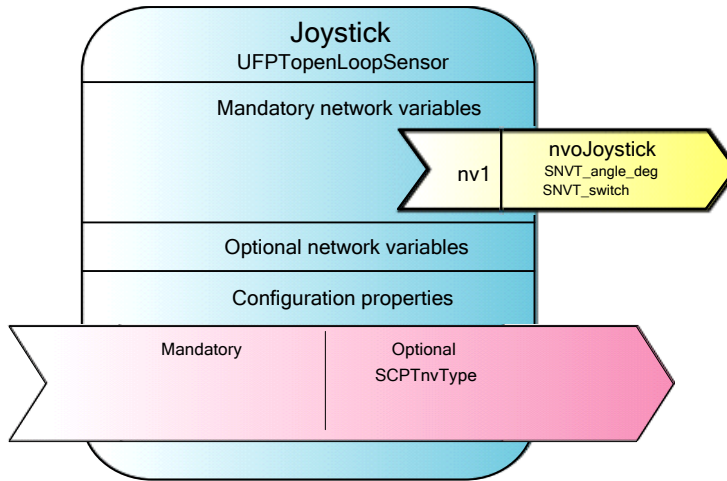 Joystick
UFPTopenLoopSensor
Mandatory network variables
nv1
nvoJoystick
SNVT_angle_deg
SNVT_switch
Optional network variables
Configuration properties
Mandatory
Optional
SCPTnvType